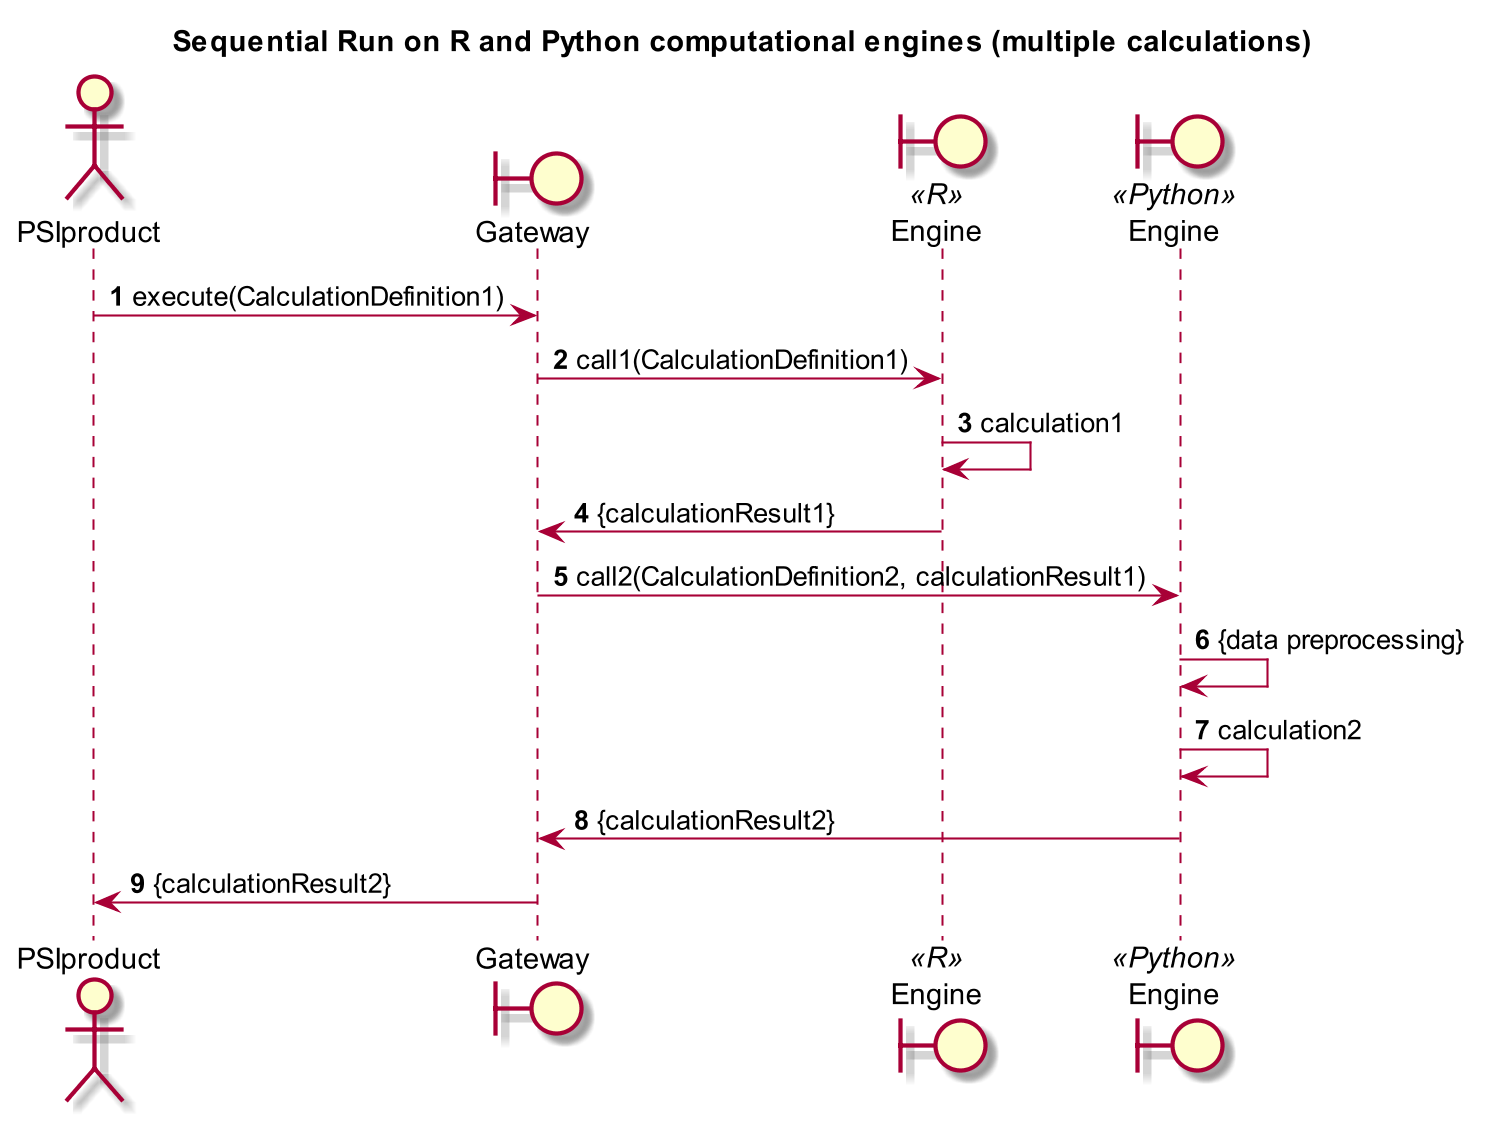 Sequential Run on R and Python computational engines (multiple calculations)
PSIproduct
Gateway
«R»
Engine
«Python»
Engine
1 execute(CalculationDefinition1)
2 call1(CalculationDefinition1)
3 calculation1
4 {calculationResult1}
5 call2(CalculationDefinition2, calculationResult1)
6 {data preprocessing}
7 calculation2
8 {calculationResult2}
9 {calculationResult2}
PSIproduct
Gateway
«R»
Engine
«Python»
Engine